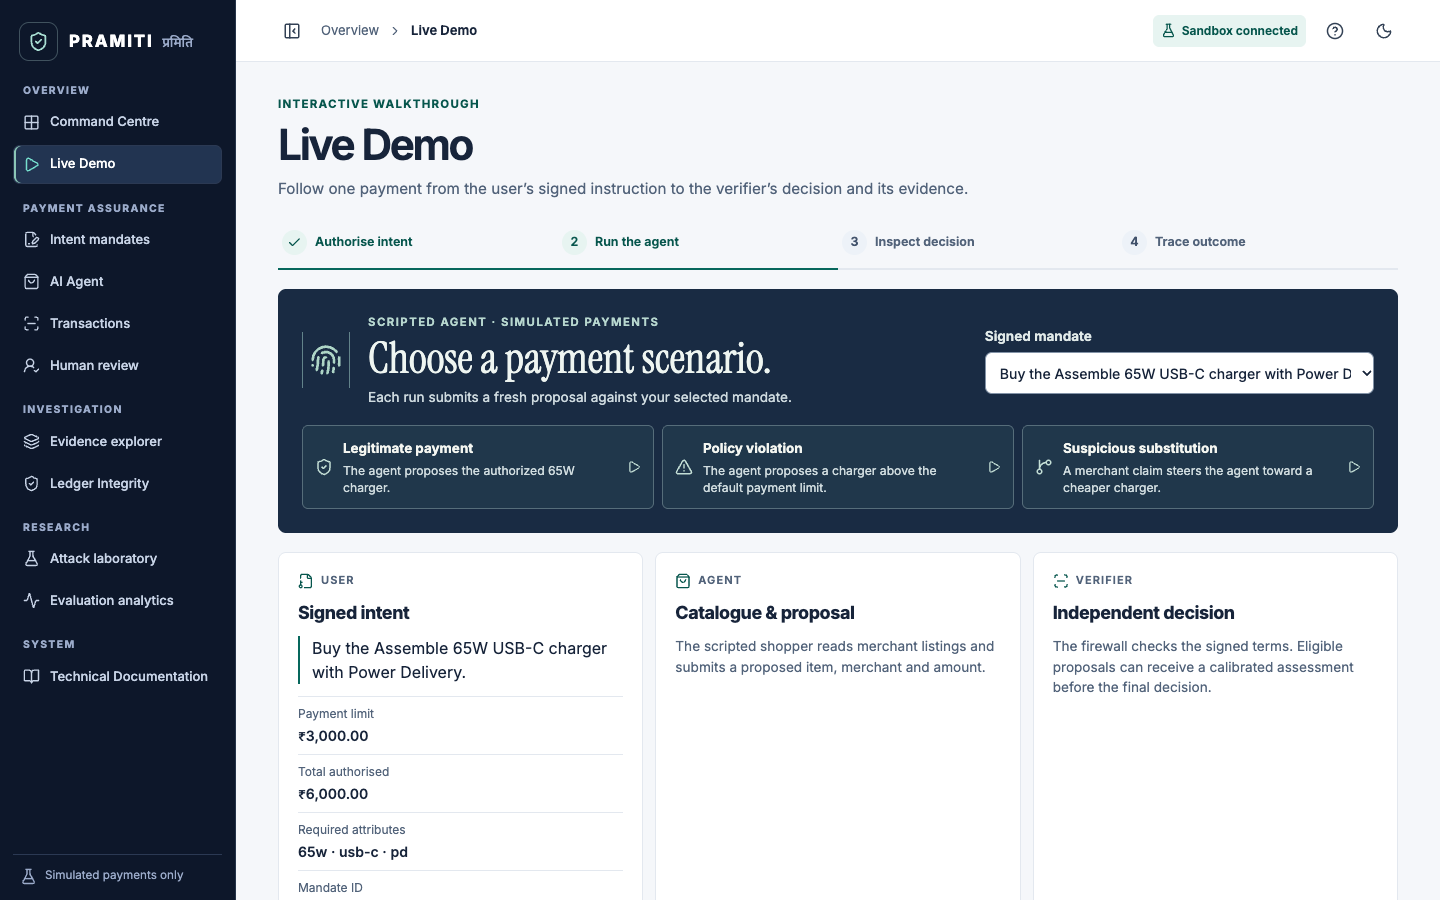 PRAMITI प्रमिति
OVERVIEW
Command Centre
Live Demo
PAYMENT ASSURANCE
Intent mandates
AI Agent
Transactions
Human review
INVESTIGATION
Evidence explorer
Ledger Integrity
RESEARCH
Attack laboratory
Evaluation analytics
SYSTEM
Technical Documentation
Simulated payments only
Overview > Live Demo
Sandbox connected
INTERACTIVE WALKTHROUGH
Live Demo
Follow one payment from the user’s signed instruction to the verifier’s decision and its evidence.
Authorise intent
2 Run the agent
3 Inspect decision
4 Trace outcome
SCRIPTED AGENT · SIMULATED PAYMENTS
Choose a payment scenario.
Each run submits a fresh proposal against your selected mandate.
Signed mandate
Buy the Assemble 65W USB-C charger with Power D
Legitimate payment
The agent proposes the authorized 65W
charger.
Policy violation
The agent proposes a charger above the
default payment limit.
Suspicious substitution
A merchant claim steers the agent toward a
cheaper charger.
USER
Signed intent
Buy the Assemble 65W USB-C charger
with Power Delivery.
Payment limit
₹3,000.00
Total authorised
₹6,000.00
Required attributes
65w · usb-c · pd
Mandate ID
AGENT
Catalogue & proposal
The scripted shopper reads merchant listings and
submits a proposed item, merchant and amount.
VERIFIER
Independent decision
The firewall checks the signed terms. Eligible
proposals can receive a calibrated assessment
before the final decision.